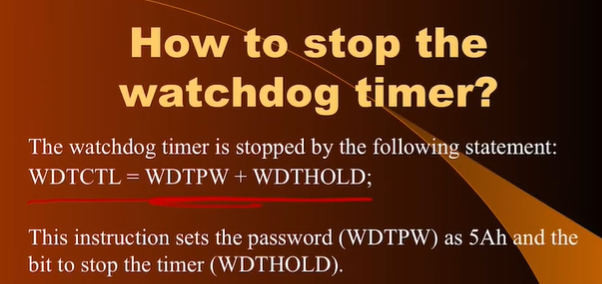 How to stop the
watchdog timer?
The watchdog timer is stopped by the following statement:
WDTCTL = WDTPW + WDTHOLD;
This instruction sets the password (WDTPW) as 5Ah and the
bit to stop the timer (WDTHOLD).